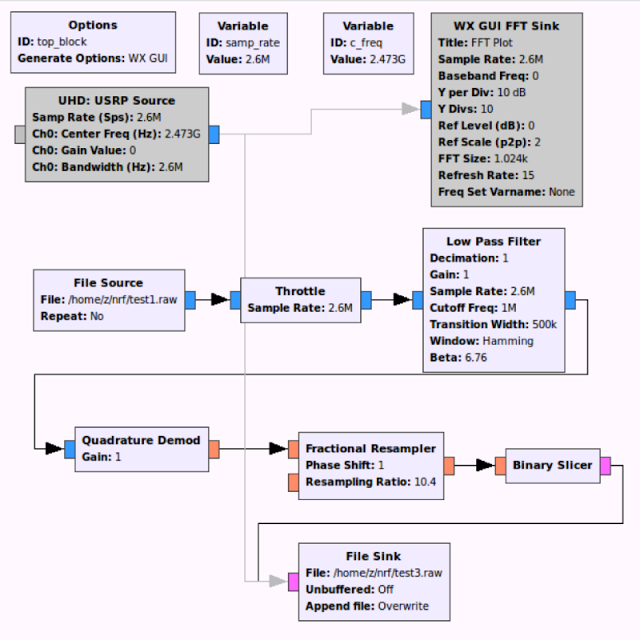 Options
ID: top_block
Generate Options: WX GUI
Variable
ID: samp_rate
Value: 2.6M
Variable
ID: c_freq
Value: 2.473G
WX GUI FFT Sink
Title: FFT Plot
Sample Rate: 2.6M
Baseband Freq: 0
Y per Div: 10 dB
Y Divs: 10
Ref Level (dB): 0
Ref Scale (p2p): 2
FFT Size: 1.024k
Refresh Rate: 15
Freq Set Varname: None
UHD: USRP Source
Samp Rate (Sps): 2.6M
Ch0: Center Freq (Hz): 2.473G
Ch0: Gain Value: 0
Ch0: Bandwidth (Hz): 2.6M
File Source
File: /home/z/nrf/test1.raw
Repeat: No
Throttle
Sample Rate: 2.6M
Low Pass Filter
Decimation: 1
Gain: 1
Sample Rate: 2.6M
Cutoff Freq: 1M
Transition Width: 500k
Window: Hamming
Beta: 6.76
Quadrature Demod
Gain: 1
Fractional Resampler
Phase Shift: 1
Resampling Ratio: 10.4
Binary Slicer
File Sink
File: /home/z/nrf/test3.raw
Unbuffered: Off
Append file: Overwrite